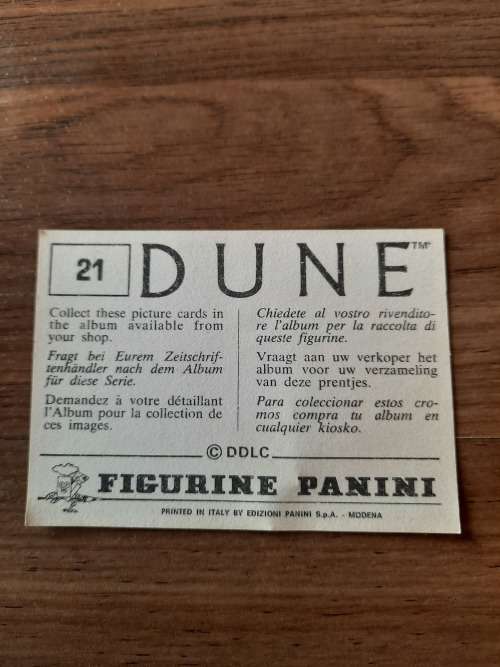 21
DUNE™
Collect these picture cards in
the album available from
your shop.
Fragt bei Eurem Zeitschrif-
tenhändler nach dem Album
für diese Serie.
Demandez à votre détaillant
l'Album pour la collection de
ces images.
Chiedete al vostro rivendito-
re l'album per la raccolta di
queste figurine.
Vraagt aan uw verkoper het
album voor uw verzameling
van deze prentjes.
Para coleccionar estos cro-
mos compra tu album en
cualquier kiosko.
© DDLC
FIGURINE PANINI
PRINTED IN ITALY BY EDIZIONI PANINI S.p.A. - MODENA